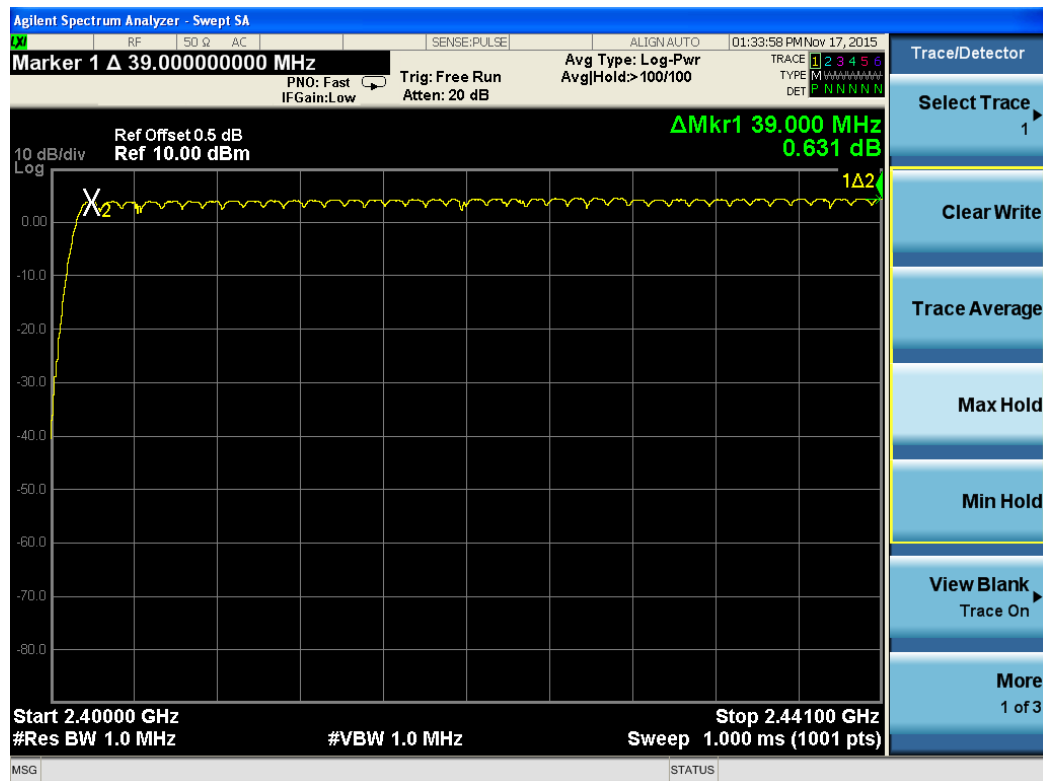 Agilent Spectrum Analyzer - Swept SA
LXI RF 50 Ω AC SENSE:PULSE ALIGN AUTO 01:33:58 PM Nov 17, 2015
Marker 1 Δ 39.000000000 MHz
PNO: Fast
IFGain:Low
Trig: Free Run
Atten: 20 dB
Avg Type: Log-Pwr
Avg|Hold:>100/100
TRACE 1 2 3 4 5 6
TYPE M WWWWW
DET P N N N N N
Ref Offset 0.5 dB
10 dB/div Ref 10.00 dBm
Log
ΔMkr1 39.000 MHz
0.631 dB
1Δ2
X2
0.00
-10.0
-20.0
-30.0
-40.0
-50.0
-60.0
-70.0
-80.0
Start 2.40000 GHz Stop 2.44100 GHz
#Res BW 1.0 MHz #VBW 1.0 MHz Sweep 1.000 ms (1001 pts)
MSG STATUS
Trace/Detector
Select Trace
1
Clear Write
Trace Average
Max Hold
Min Hold
View Blank
Trace On
More
1 of 3